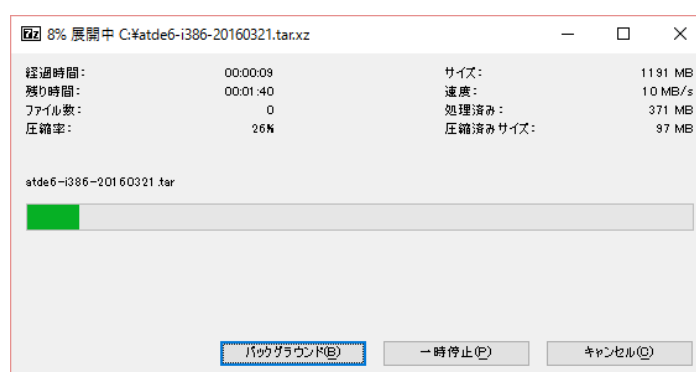 7z 8% 展開中 C:¥atde6-i386-20160321.tar.xz
経過時間: 00:00:09 サイズ: 1191 MB
残り時間: 00:01:40 速度: 10 MB/s
ファイル数: 0 処理済み: 371 MB
圧縮率: 26% 圧縮済みサイズ: 97 MB
atde6-i386-20160321.tar
バックグラウンド(B) 一時停止(P) キャンセル(C)